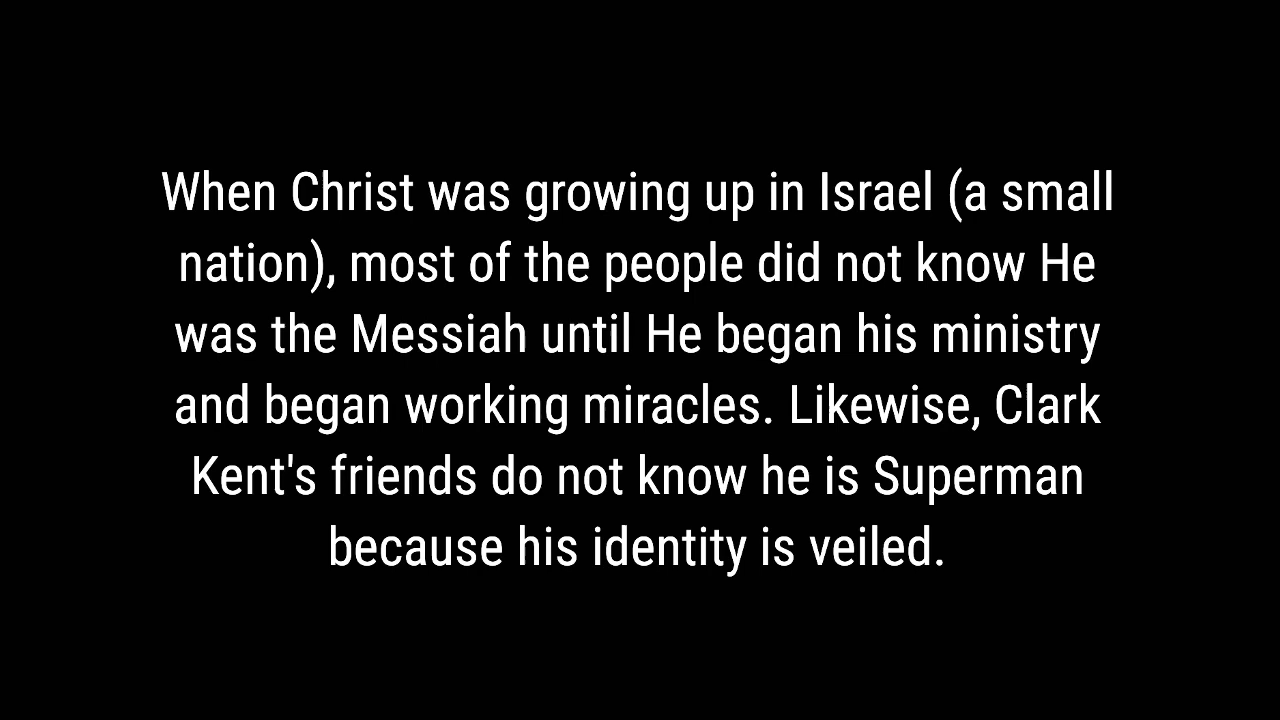 When Christ was growing up in Israel (a small
nation), most of the people did not know He
was the Messiah until He began his ministry
and began working miracles. Likewise, Clark
Kent's friends do not know he is Superman
because his identity is veiled.